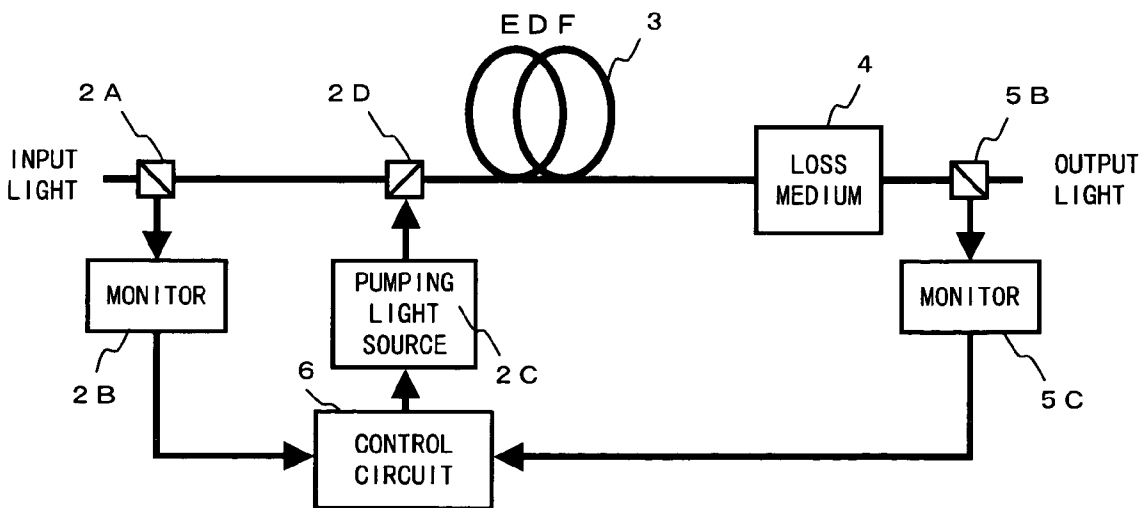 EDF
3
2A
2D
4
5B
INPUT
LIGHT
LOSS
MEDIUM
OUTPUT
LIGHT
MONITOR
PUMPING
LIGHT
SOURCE
MONITOR
2B
6
2C
5C
CONTROL
CIRCUIT